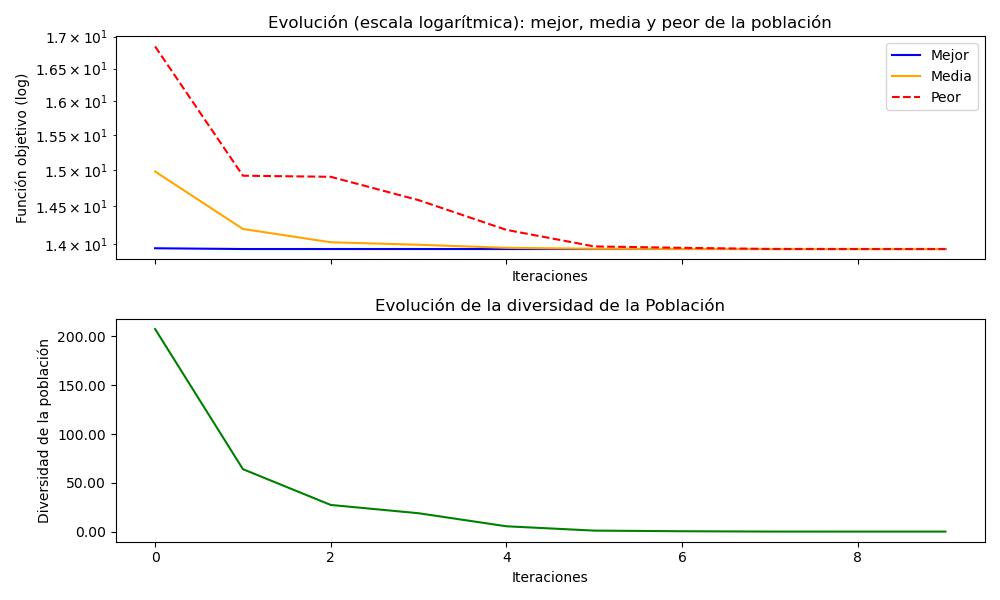 Evolución (escala logarítmica): mejor, media y peor de la población
Función objetivo (log)
1.7 × 10¹
1.65 × 10¹
1.6 × 10¹
1.55 × 10¹
1.5 × 10¹
1.45 × 10¹
1.4 × 10¹
Mejor
Media
Peor
Iteraciones
Evolución de la diversidad de la Población
Diversidad de la población
200.00
150.00
100.00
50.00
0.00
0 2 4 6 8
Iteraciones